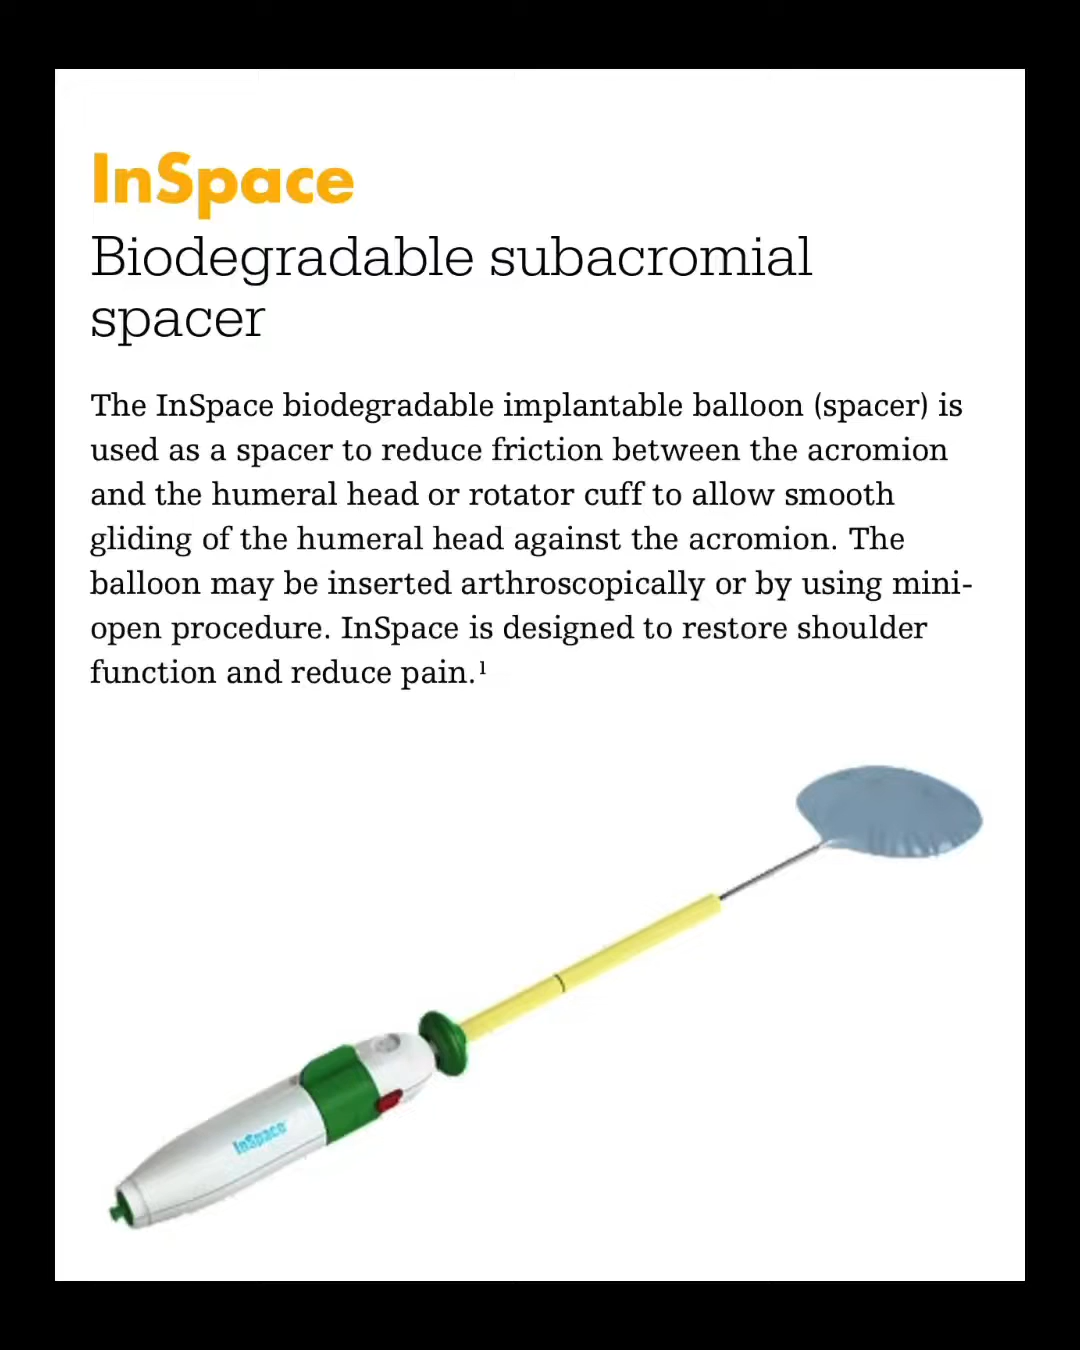 InSpace
Biodegradable subacromial
spacer
The InSpace biodegradable implantable balloon (spacer) is
used as a spacer to reduce friction between the acromion
and the humeral head or rotator cuff to allow smooth
gliding of the humeral head against the acromion. The
balloon may be inserted arthroscopically or by using mini-
open procedure. InSpace is designed to restore shoulder
function and reduce pain.¹
InSpace